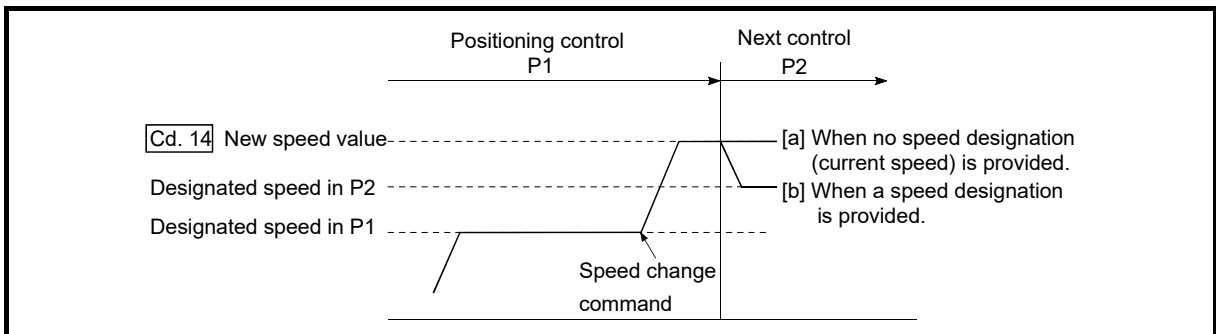 Positioning control
P1
Next control
P2
Cd. 14 New speed value
[a] When no speed designation
(current speed) is provided.
Designated speed in P2
[b] When a speed designation
is provided.
Designated speed in P1
Speed change
command